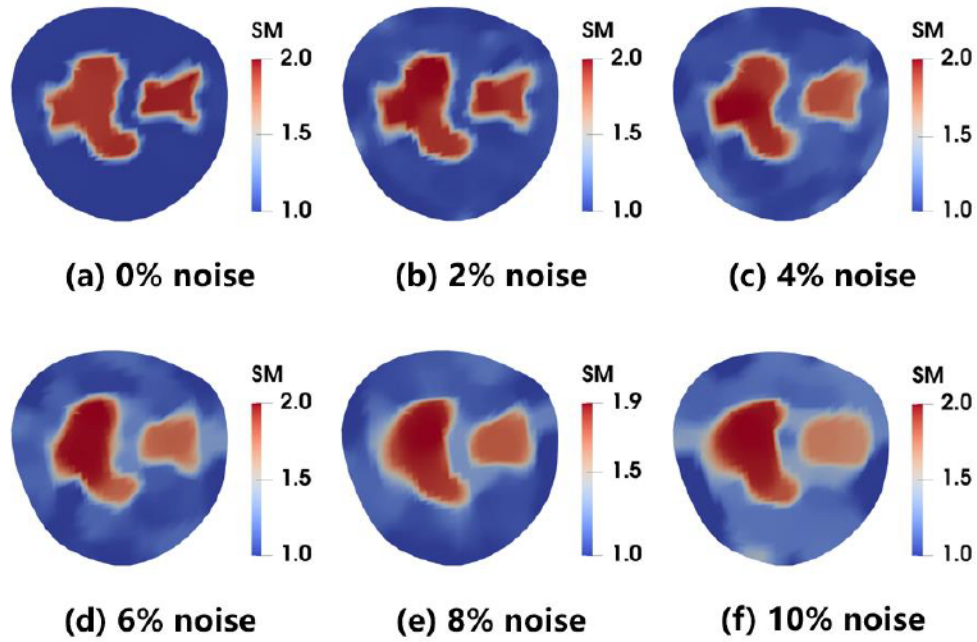 SM SM SM
2.0 2.0 2.0
1.5 1.5 1.5
1.0 1.0 1.0
(a) 0% noise (b) 2% noise (c) 4% noise
SM SM SM
2.0 1.9 2.0
1.5 1.5 1.5
1.0 1.0 1.0
(d) 6% noise (e) 8% noise (f) 10% noise